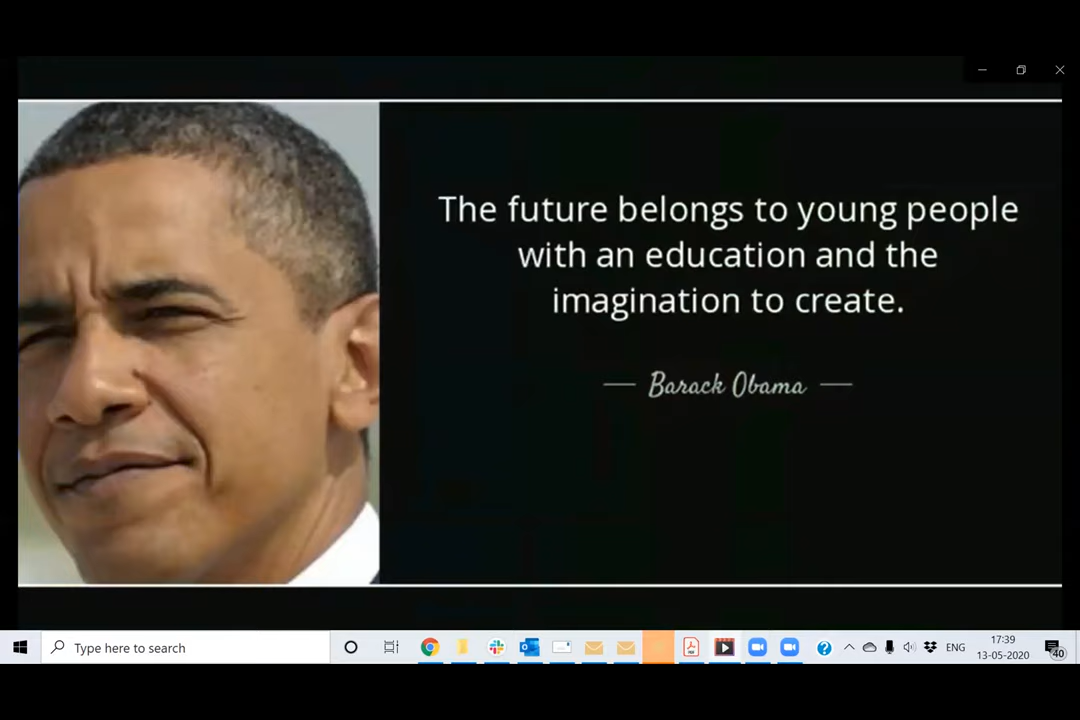 The future belongs to young people
with an education and the
imagination to create.
— Barack Obama —
Type here to search
ENG
17:39
13-05-2020
40